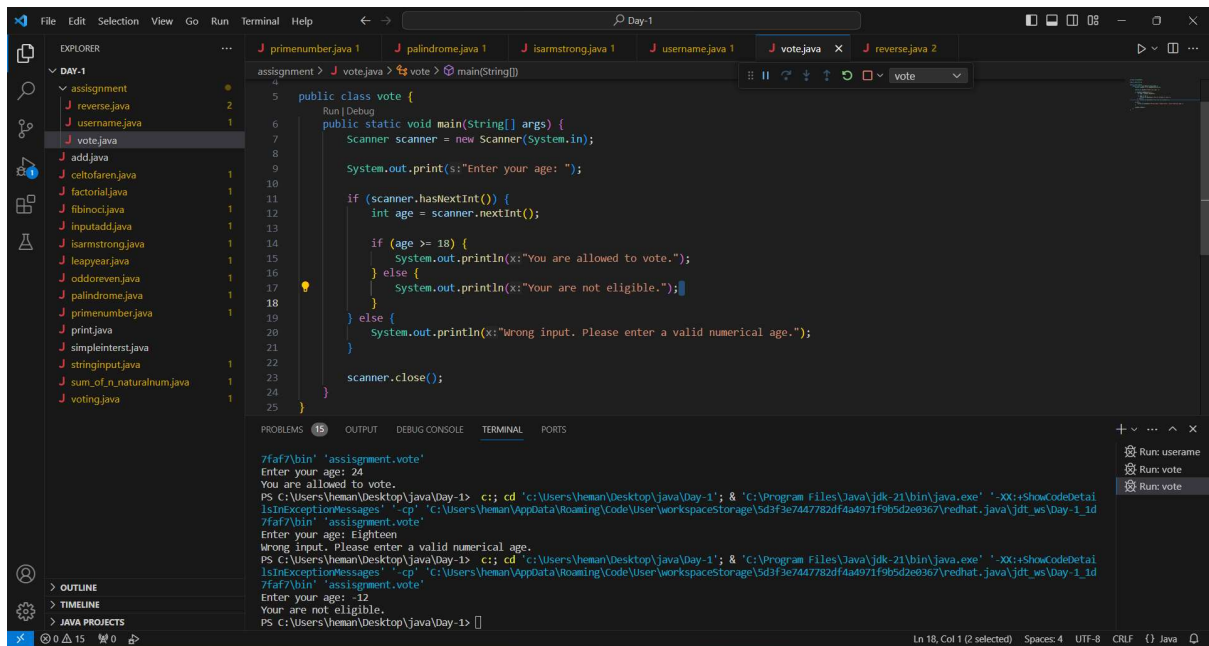 File Edit Selection View Go Run Terminal Help
Day-1
EXPLORER
DAY-1
assisgnment
reverse.java 2
username.java 1
vote.java
add.java
celtofaren.java 1
factorial.java 1
fibinoci.java 1
inputadd.java 1
isarmstrong.java 1
leapyear.java 1
oddoreven.java 1
palindrome.java 1
primenumber.java 1
print.java
simpleinterst.java
stringinput.java 1
sum_of_n_naturalnum.java 1
voting.java 1
OUTLINE
TIMELINE
JAVA PROJECTS
primenumber.java 1 palindrome.java 1 isarmstrong.java 1 username.java 1 vote.java reverse.java 2
assisgnment > vote.java > vote > main(String[])
vote
4
5 public class vote {
Run | Debug
6 public static void main(String[] args) {
7 Scanner scanner = new Scanner(System.in);
8
9 System.out.print(s:"Enter your age: ");
10
11 if (scanner.hasNextInt()) {
12 int age = scanner.nextInt();
13
14 if (age >= 18) {
15 System.out.println(x:"You are allowed to vote.");
16 } else {
17 System.out.println(x:"Your are not eligible.");
18 }
19 } else {
20 System.out.println(x:"Wrong input. Please enter a valid numerical age.");
21 }
22
23 scanner.close();
24 }
25 }
PROBLEMS 15 OUTPUT DEBUG CONSOLE TERMINAL PORTS
7faf7\bin' 'assisgnment.vote'
Enter your age: 24
You are allowed to vote.
PS C:\Users\heman\Desktop\java\Day-1> c:; cd 'c:\Users\heman\Desktop\java\Day-1'; & 'C:\Program Files\Java\jdk-21\bin\java.exe' '-XX:+ShowCodeDetai
lsInExceptionMessages' '-cp' 'C:\Users\heman\AppData\Roaming\Code\User\workspaceStorage\5d3f3e7447782df4a4971f9b5d2e0367\redhat.java\jdt_ws\Day-1_1d
7faf7\bin' 'assisgnment.vote'
Enter your age: Eighteen
Wrong input. Please enter a valid numerical age.
PS C:\Users\heman\Desktop\java\Day-1> c:; cd 'c:\Users\heman\Desktop\java\Day-1'; & 'C:\Program Files\Java\jdk-21\bin\java.exe' '-XX:+ShowCodeDetai
lsInExceptionMessages' '-cp' 'C:\Users\heman\AppData\Roaming\Code\User\workspaceStorage\5d3f3e7447782df4a4971f9b5d2e0367\redhat.java\jdt_ws\Day-1_1d
7faf7\bin' 'assisgnment.vote'
Enter your age: -12
Your are not eligible.
PS C:\Users\heman\Desktop\java\Day-1>
Run: userame
Run: vote
Run: vote
0 15 0
Ln 18, Col 1 (2 selected) Spaces: 4 UTF-8 CRLF {} Java